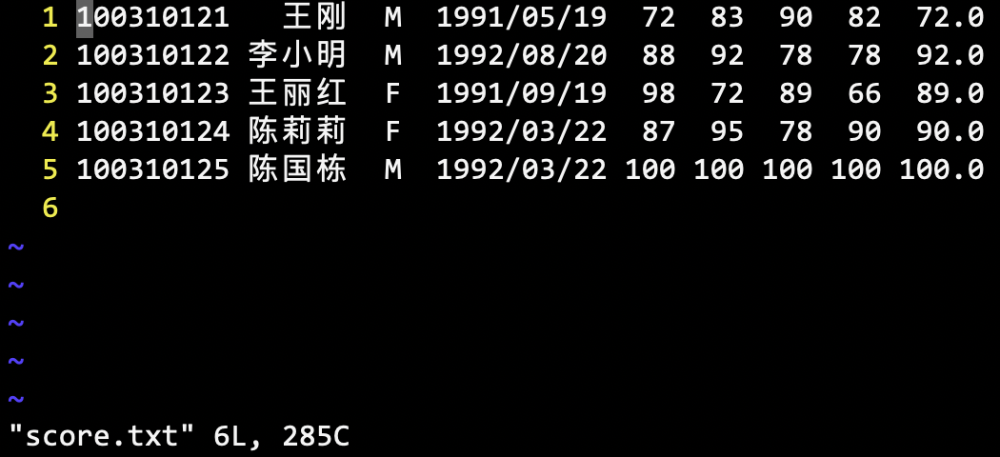 1 100310121   王刚  M  1991/05/19  72  83  90  82  72.0
2 100310122 李小明  M  1992/08/20  88  92  78  78  92.0
3 100310123 王丽红  F  1991/09/19  98  72  89  66  89.0
4 100310124 陈莉莉  F  1992/03/22  87  95  78  90  90.0
5 100310125 陈国栋  M  1992/03/22 100 100 100 100 100.0
6
~
~
~
~
~
"score.txt" 6L, 285C